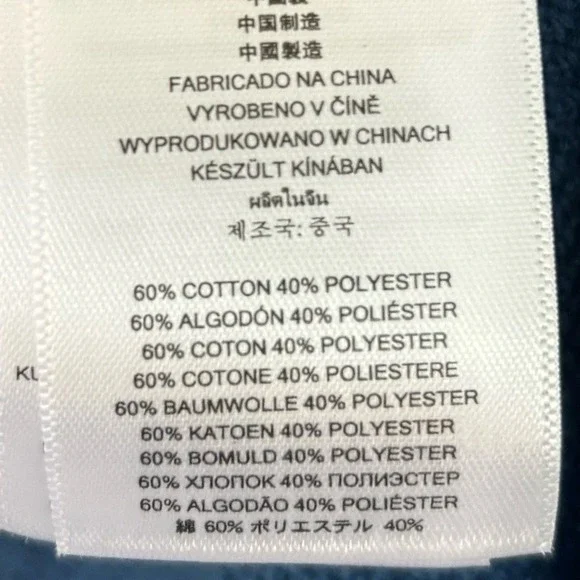 中国製
中国制造
中國製造
FABRICADO NA CHINA
VYROBENO V ČÍNĚ
WYPRODUKOWANO W CHINACH
KÉSZÜLT KÍNÁBAN
ผลิตในจีน
제조국: 중국
60% COTTON 40% POLYESTER
60% ALGODÓN 40% POLIÉSTER
60% COTON 40% POLYESTER
60% COTONE 40% POLIESTERE
60% BAUMWOLLE 40% POLYESTER
60% KATOEN 40% POLYESTER
60% BOMULD 40% POLYESTER
60% ХЛОПОК 40% ПОЛИЭСТЕР
60% ALGODÃO 40% POLIÉSTER
綿 60% ポリエステル 40%